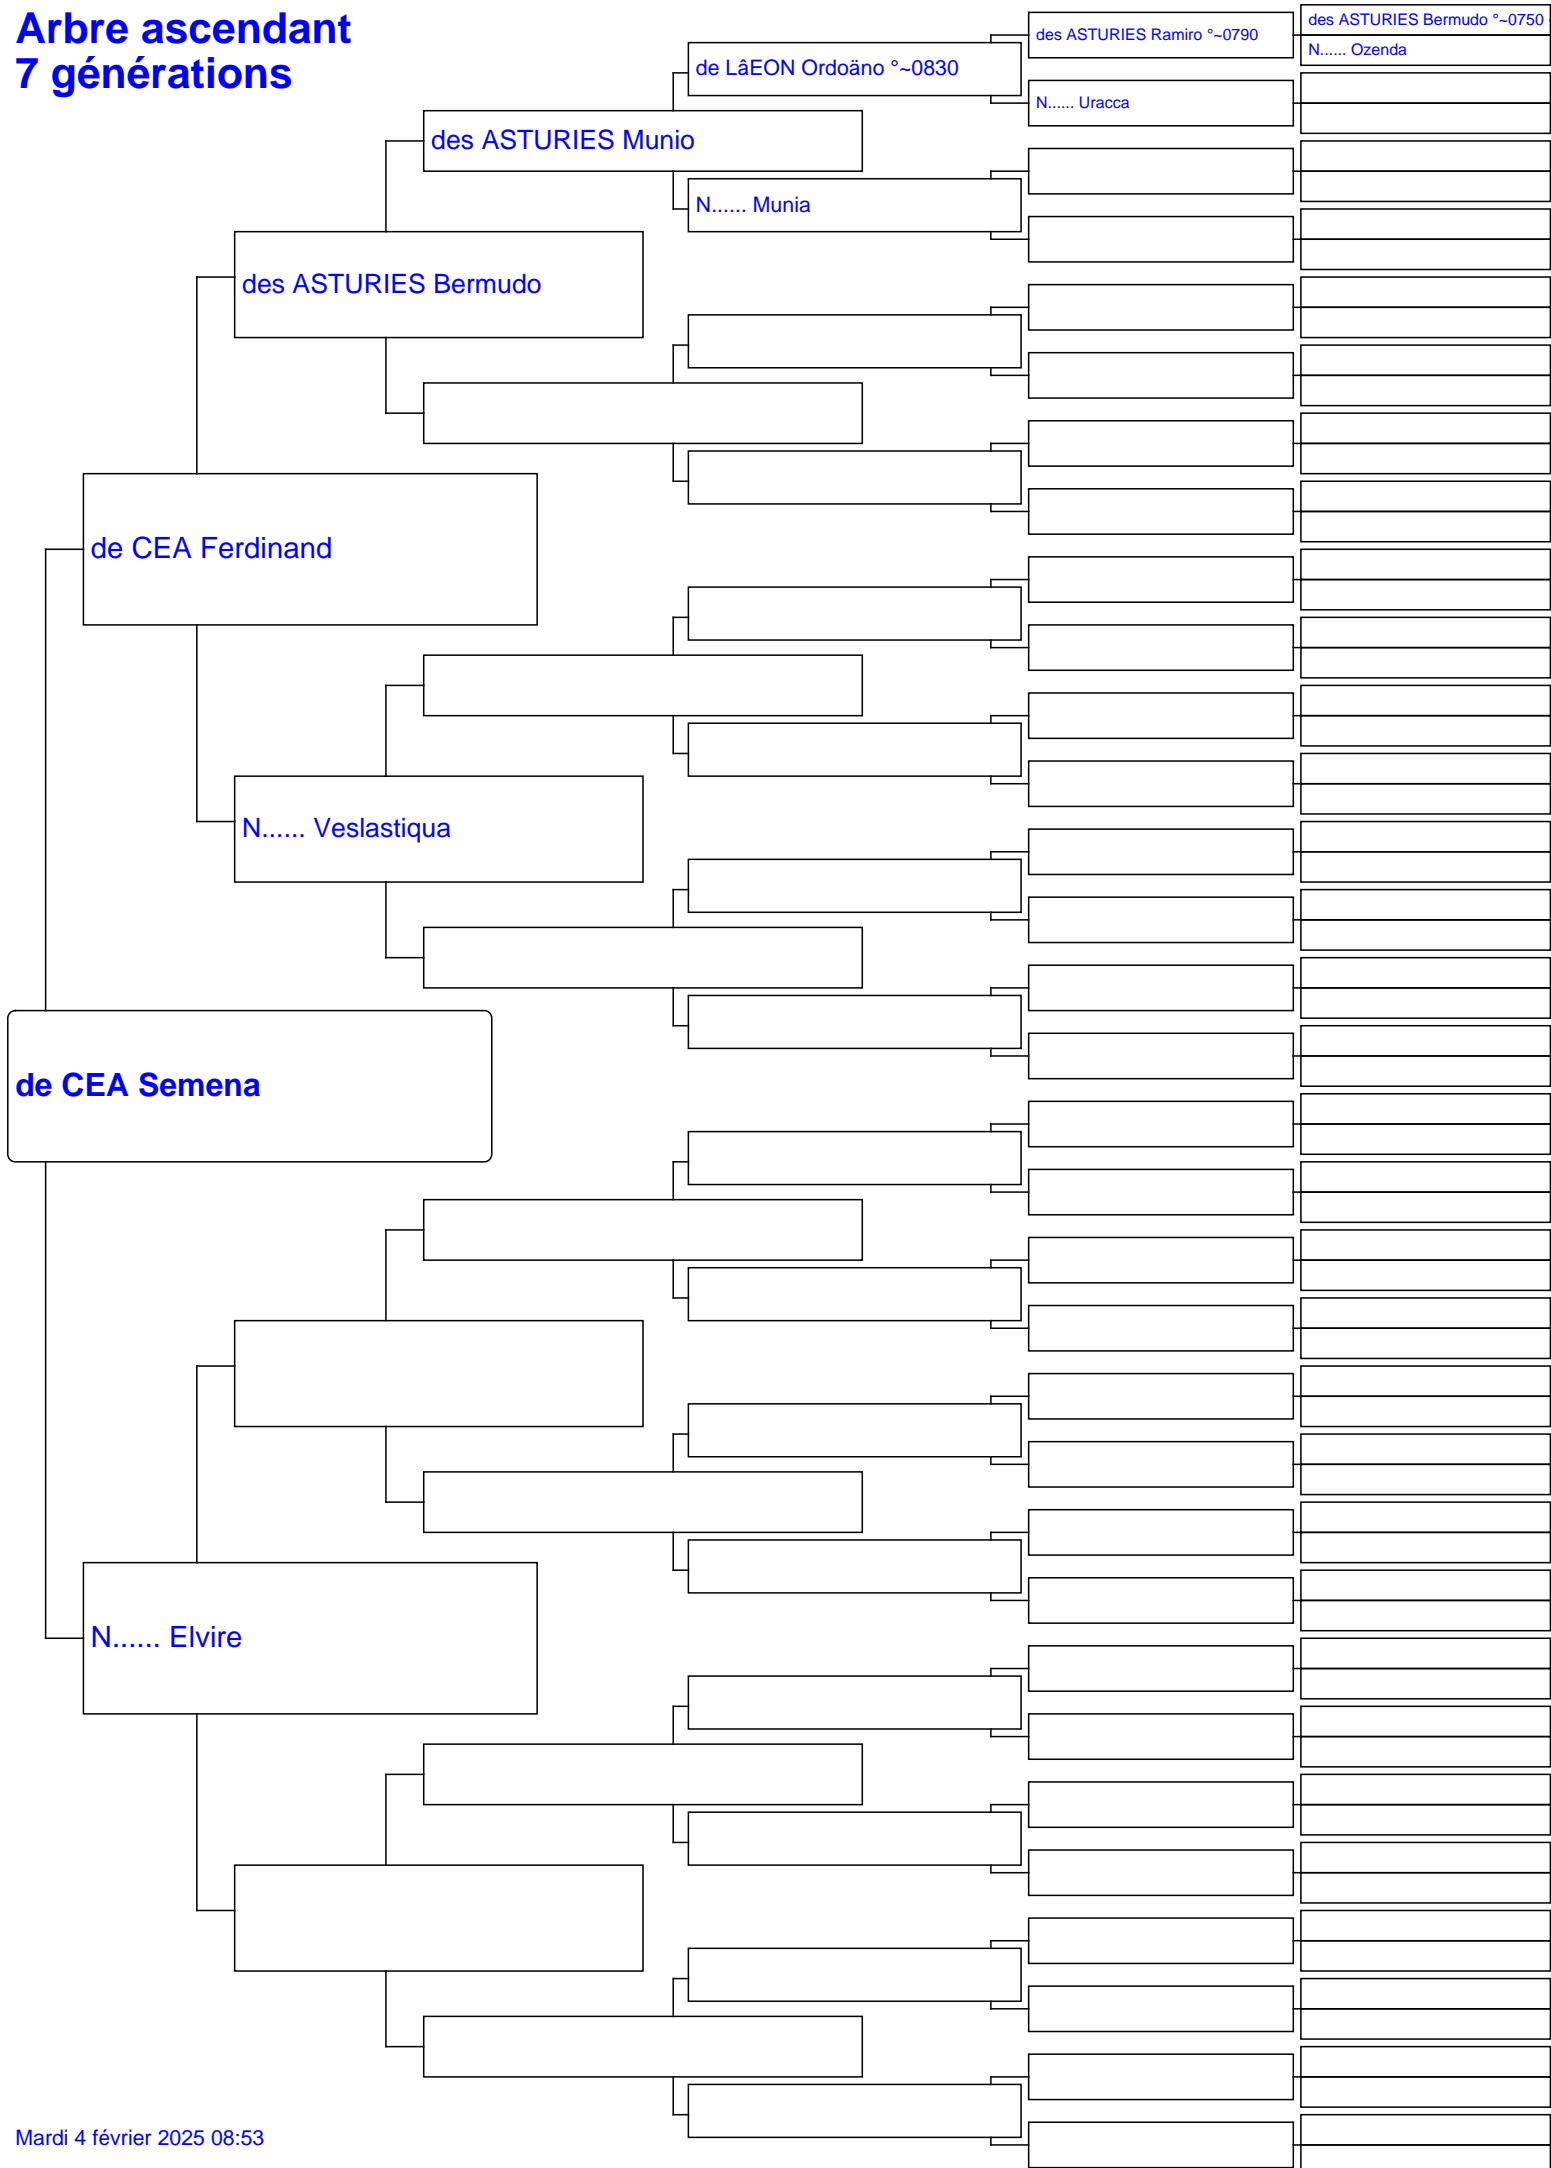 Arbre ascendant
7 générations
des ASTURIES Bermudo °~0750
des ASTURIES Ramiro °~0790
N...... Ozenda
de LâEON Ordoäno °~0830
N...... Uracca
des ASTURIES Munio
N...... Munia
des ASTURIES Bermudo
de CEA Ferdinand
N...... Veslastiqua
de CEA Semena
N...... Elvire
Mardi 4 février 2025 08:53